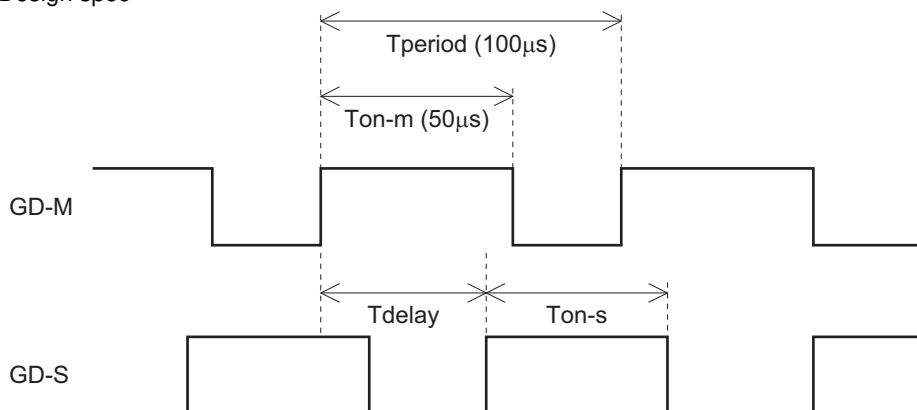 Design spec
Tperiod (100μs)
Ton-m (50μs)
GD-M
Tdelay
Ton-s
GD-S